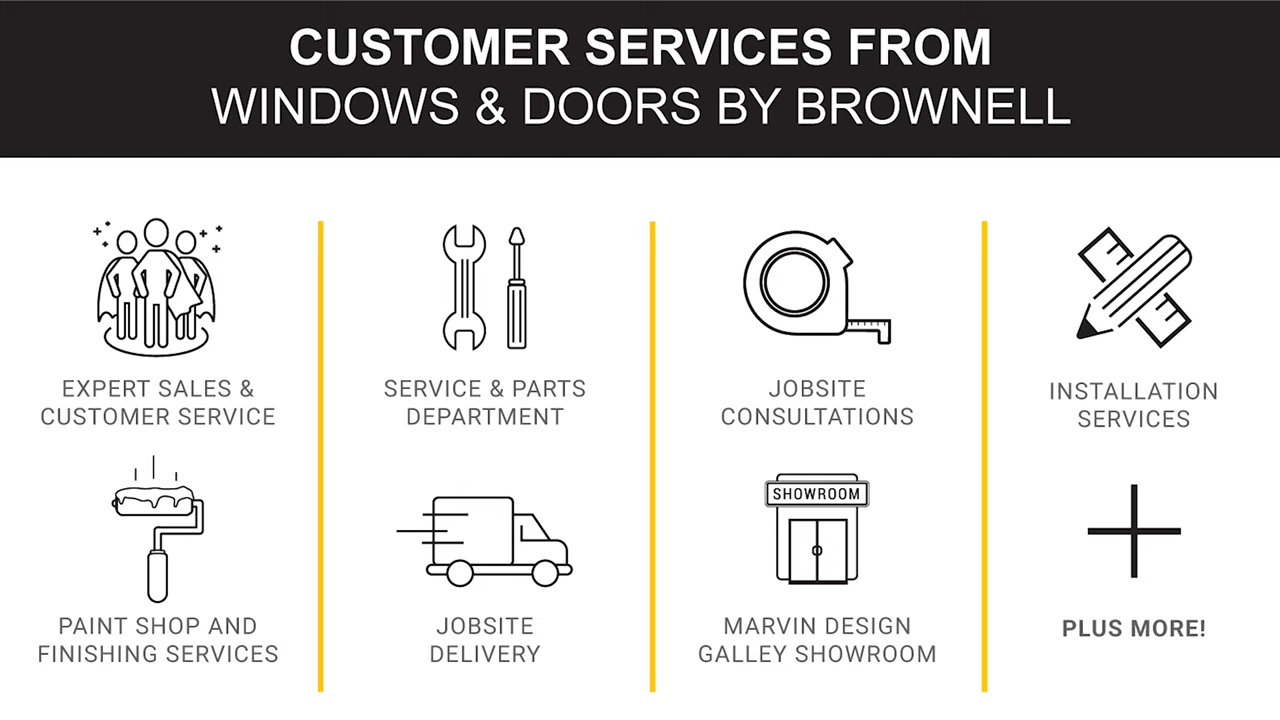 CUSTOMER SERVICES FROM
WINDOWS & DOORS BY BROWNELL
EXPERT SALES &
CUSTOMER SERVICE
SERVICE & PARTS
DEPARTMENT
JOBSITE
CONSULTATIONS
INSTALLATION
SERVICES
PAINT SHOP AND
FINISHING SERVICES
JOBSITE
DELIVERY
SHOWROOM
MARVIN DESIGN
GALLEY SHOWROOM
PLUS MORE!